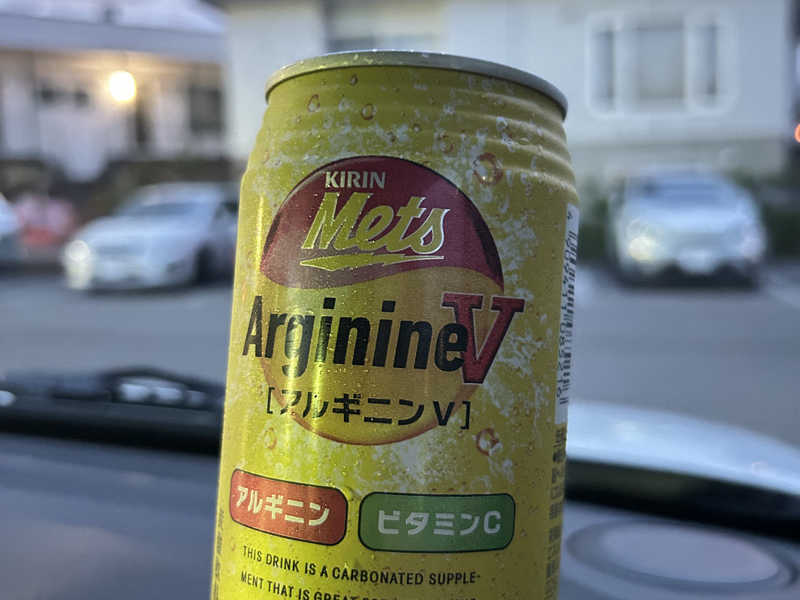 KIRIN
Mets
Arginine V
[アルギニンV]
アルギニン
ビタミンC
THIS DRINK IS A CARBONATED SUPPLE-
MENT THAT IS GREAT